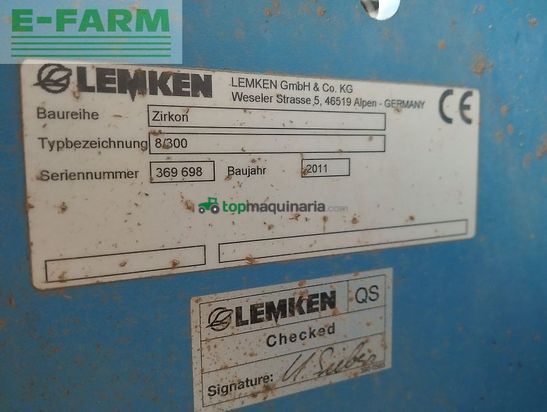 E-FARM
LEMKEN
LEMKEN GmbH & Co. KG
Weseler Strasse 5, 46519 Alpen - GERMANY
CE
Baureihe Zirkon
Typbezeichnung 8/300
Seriennummer 369 698 Baujahr 2011
topmaquinaria.com
LEMKEN QS
Checked
Signature: